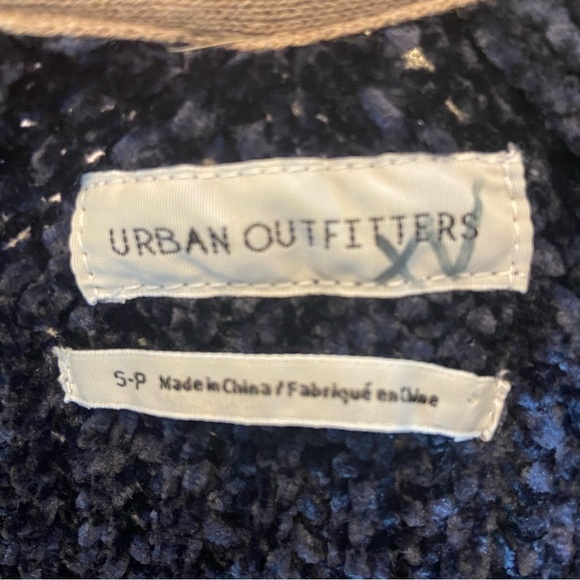 URBAN OUTFITTERS
S-P Made in China / Fabriqué en Chine